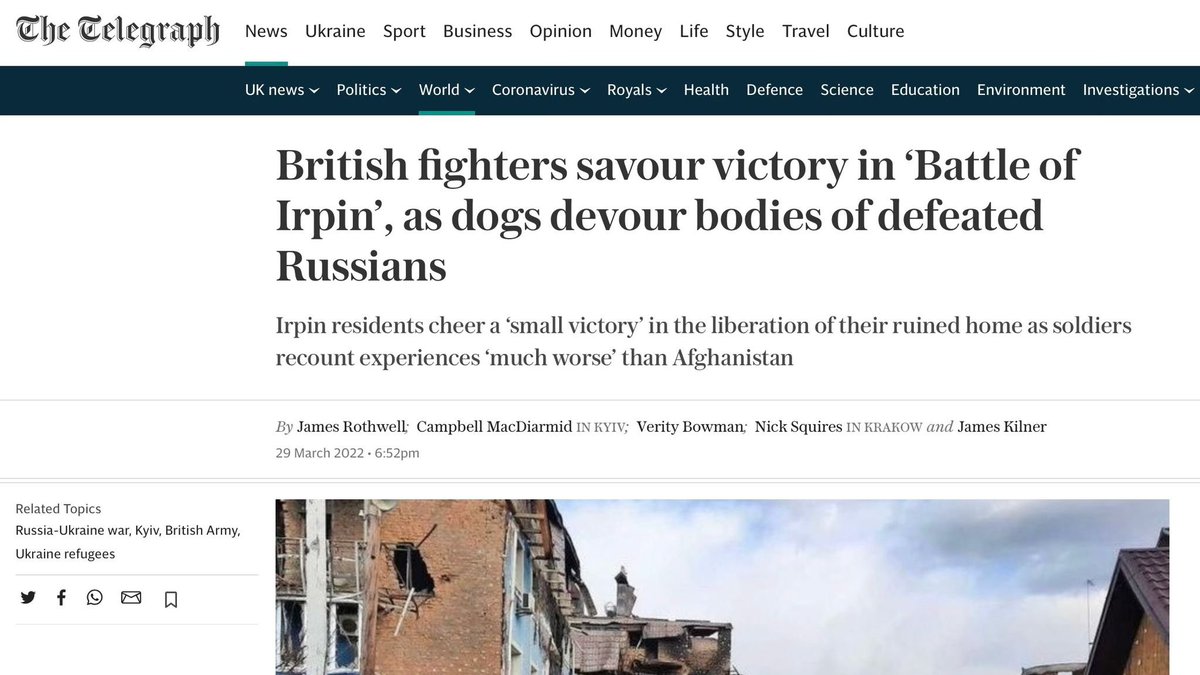 The Telegraph
News Ukraine Sport Business Opinion Money Life Style Travel Culture
UK news Politics World Coronavirus Royals Health Defence Science Education Environment Investigations
British fighters savour victory in ‘Battle of
Irpin’, as dogs devour bodies of defeated
Russians
Irpin residents cheer a ‘small victory’ in the liberation of their ruined home as soldiers
recount experiences ‘much worse’ than Afghanistan
By James Rothwell; Campbell MacDiarmid IN KYIV; Verity Bowman; Nick Squires IN KRAKOW and James Kilner
29 March 2022 • 6:52pm
Related Topics
Russia-Ukraine war, Kyiv, British Army,
Ukraine refugees